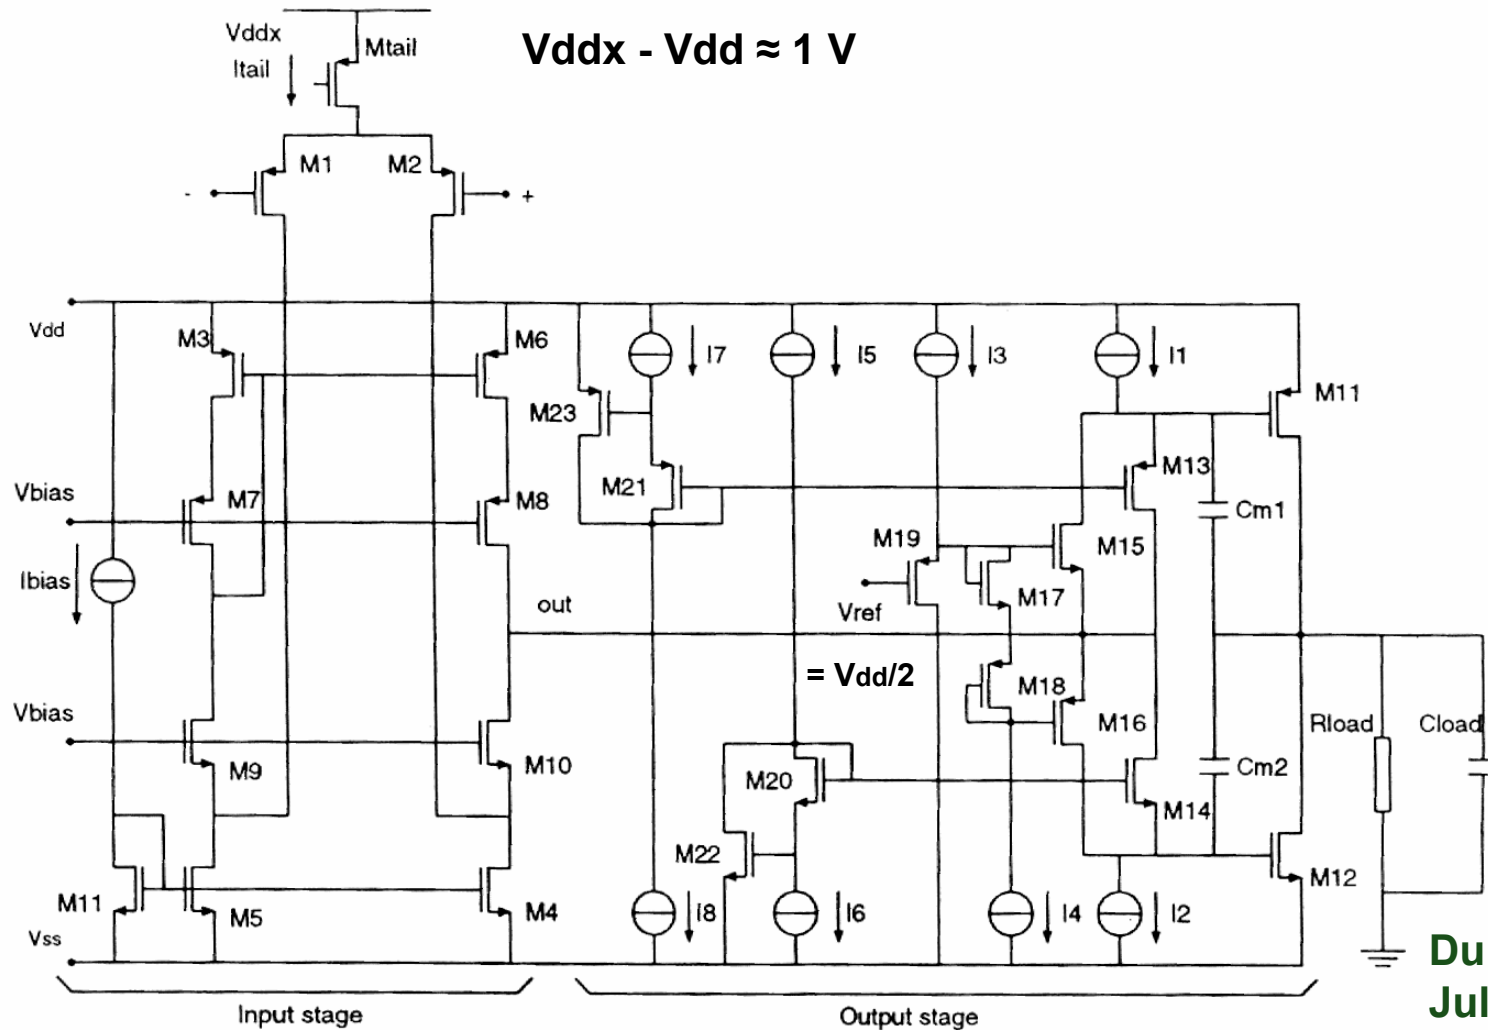 Vddx
Itail
Mtail
Vddx - Vdd ≈ 1 V
M1
M2
-
+
Vdd
M3
M6
I7
I5
I3
I1
M11
M23
M13
Vbias
M7
M8
M21
Cm1
M19
M15
Ibias
M17
Vref
out
= Vdd/2
M18
M16
Rload
Cload
Vbias
M9
M10
M20
Cm2
M14
M22
M12
M11
M5
M4
I8
I6
I4
I2
Vss
Du
Jul
Input stage
Output stage